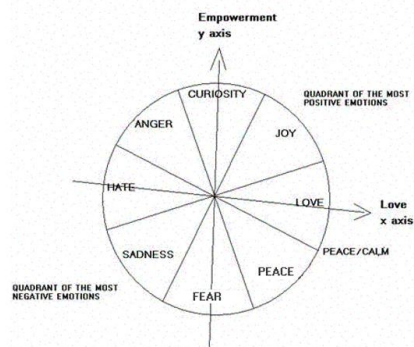 Empowerment
y axis
CURIOSITY
QUADRANT OF THE MOST
POSITIVE EMOTIONS
ANGER
JOY
HATE
LOVE
Love
x axis
SADNESS
PEACE/CALM
PEACE
QUADRANT OF THE MOST
NEGATIVE EMOTIONS
FEAR